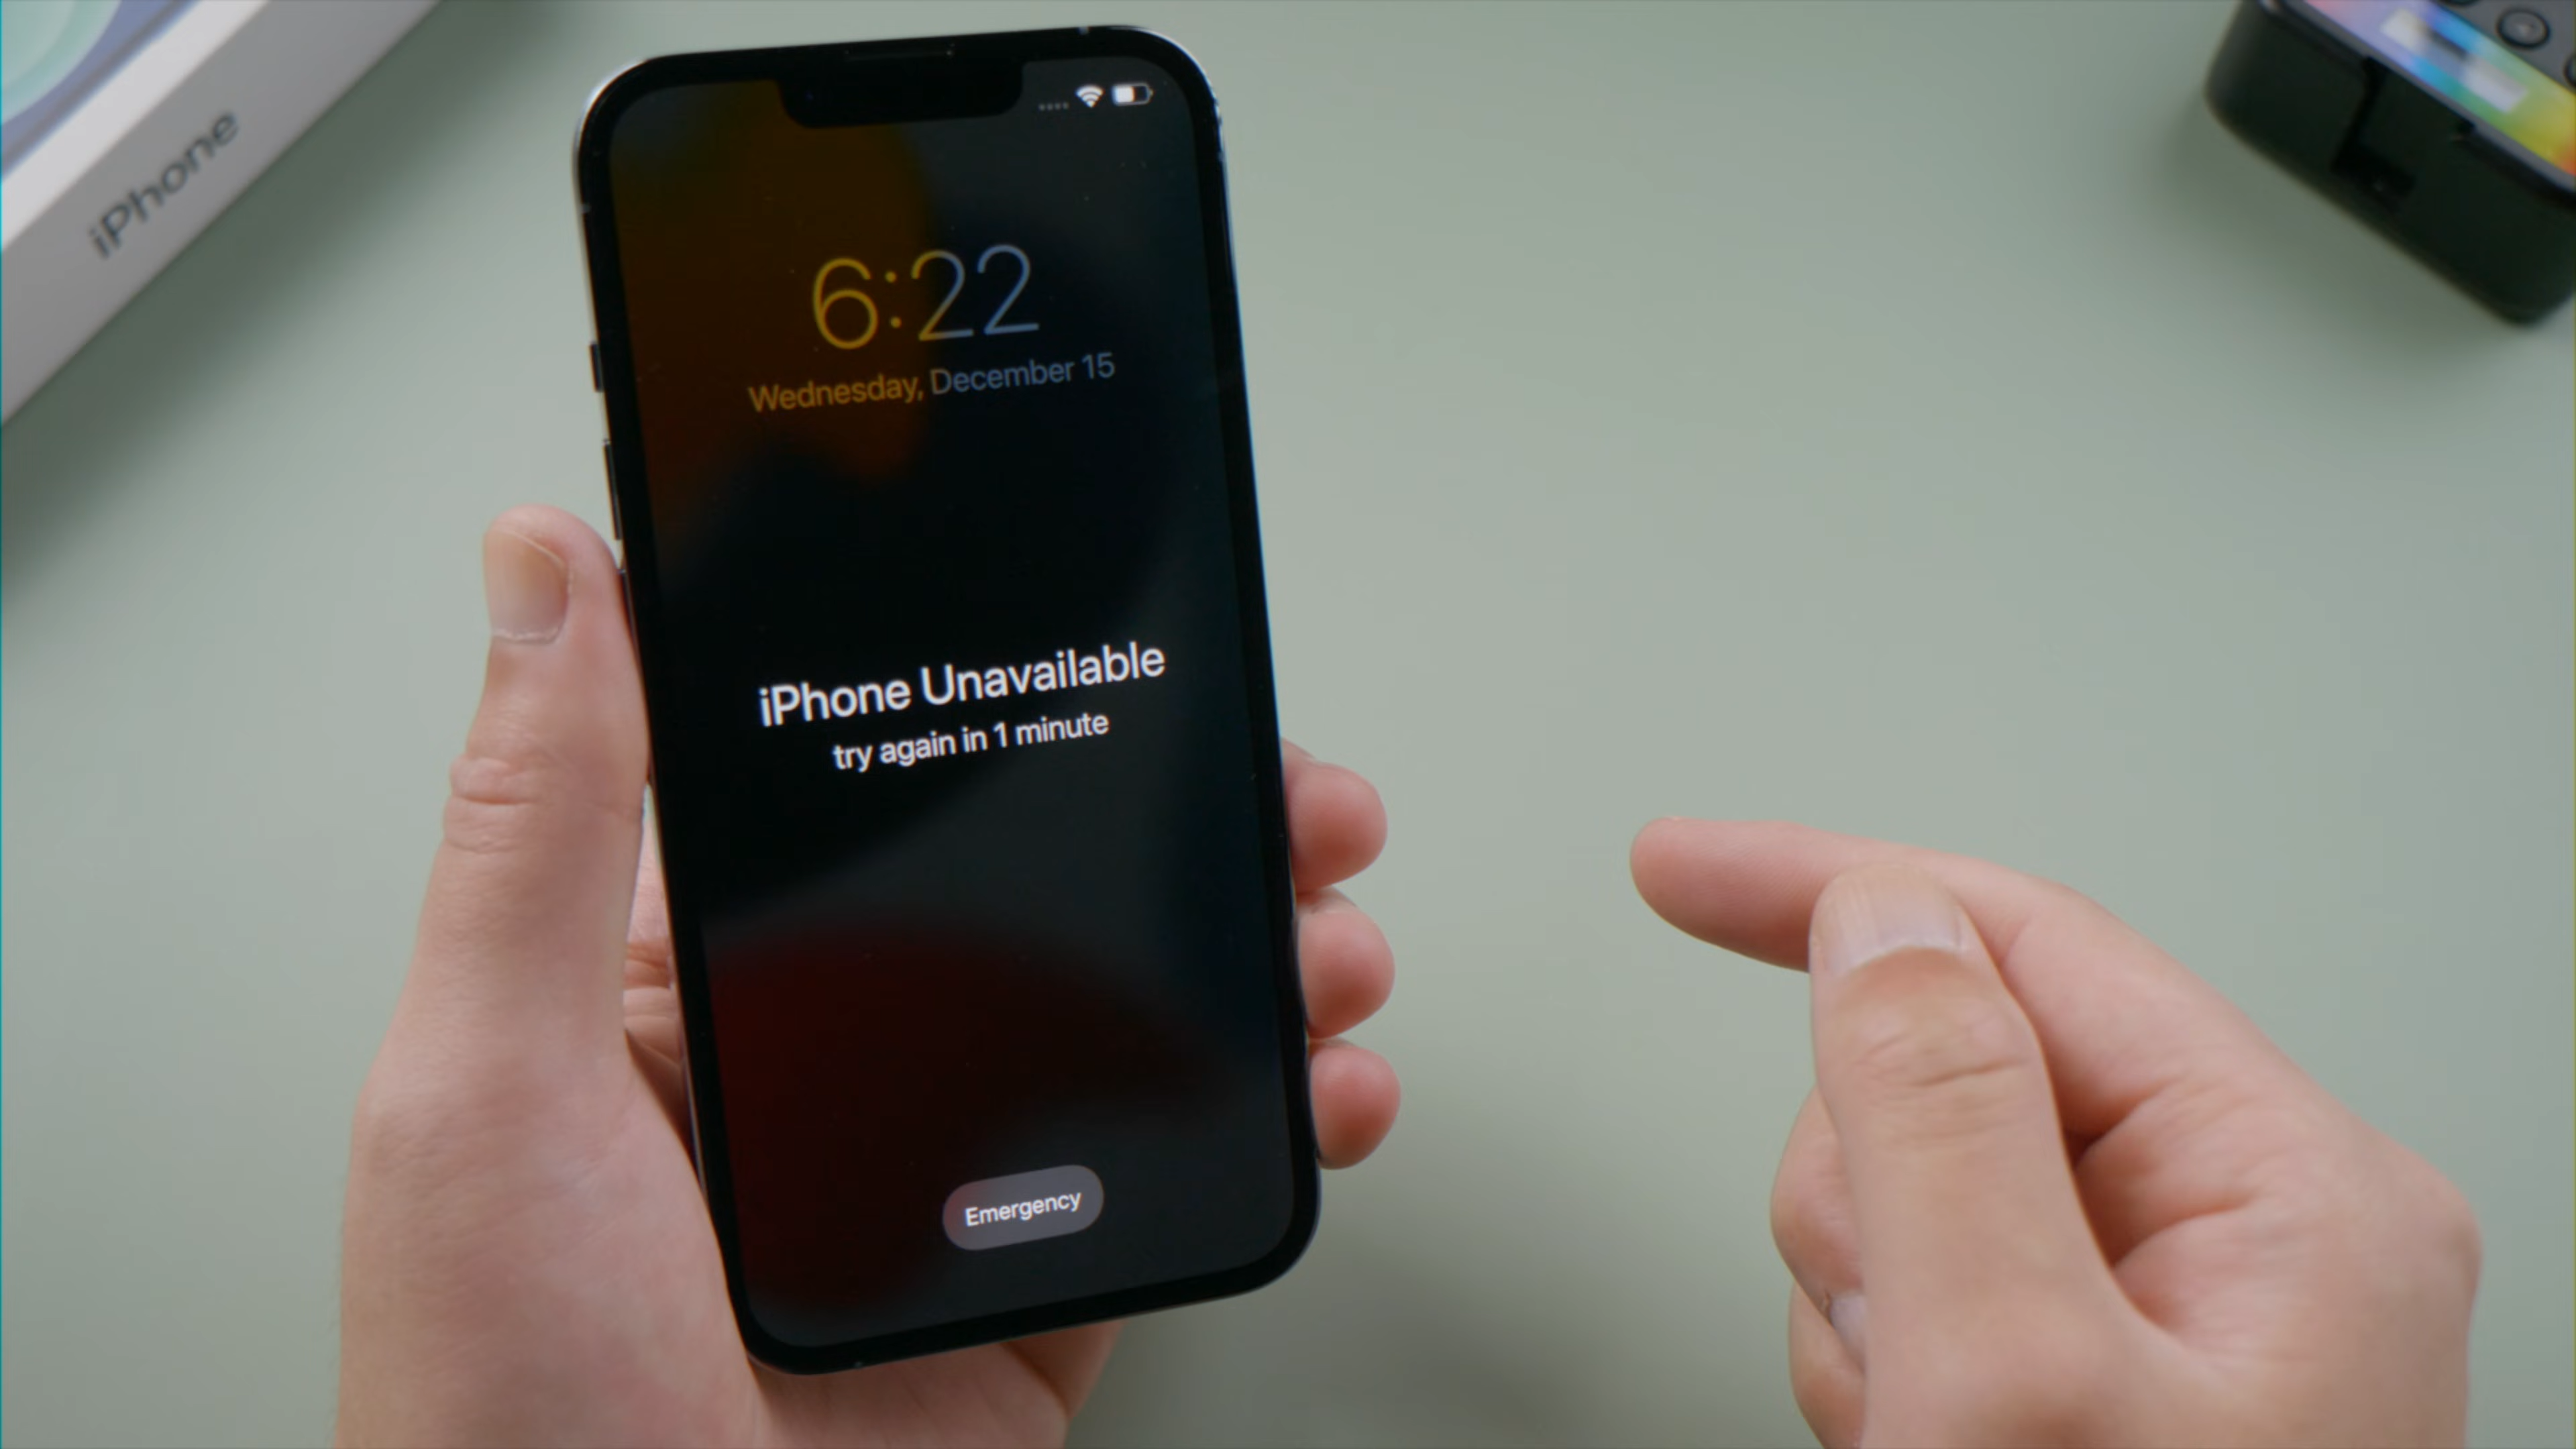 iPhone
6:22
Wednesday, December 15
iPhone Unavailable
try again in 1 minute
Emergency